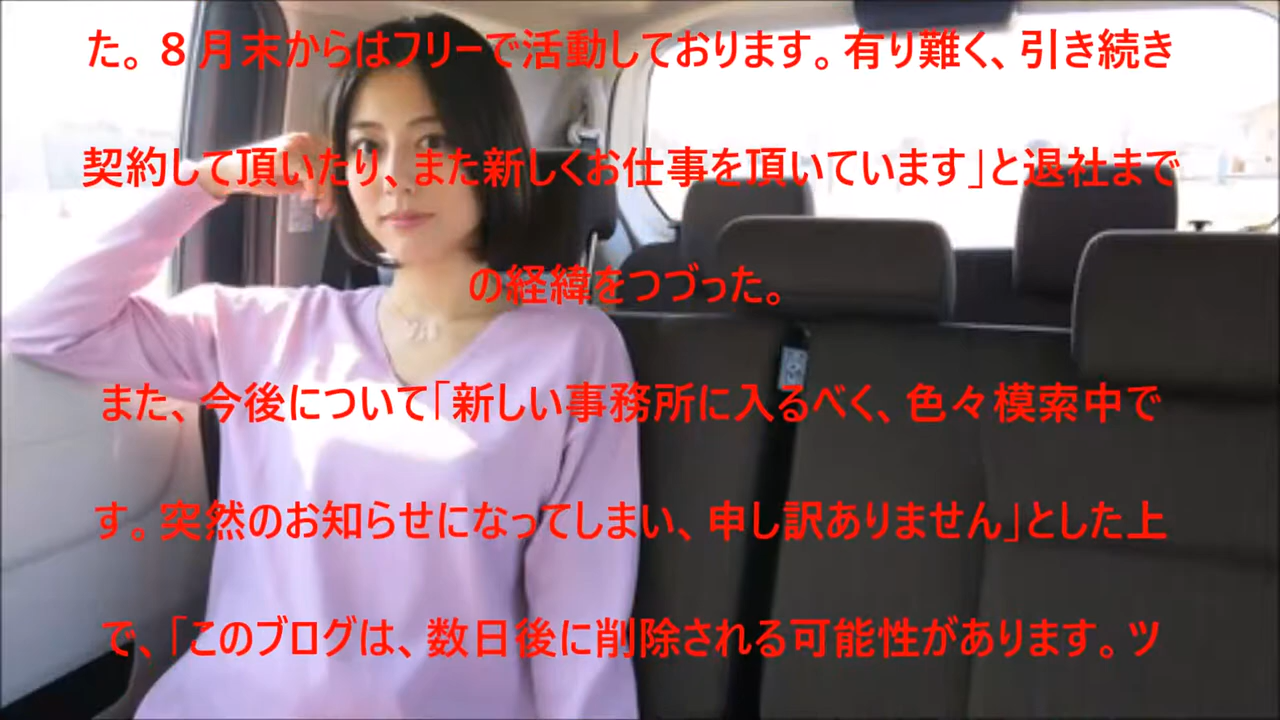 た。８月末からはフリーで活動しております。有り難く、引き続き
契約して頂いたり、また新しくお仕事を頂いています」と退社まで
の経緯をつづった。
また、今後について「新しい事務所に入るべく、色々模索中で
す。突然のお知らせになってしまい、申し訳ありません」とした上
で、「このブログは、数日後に削除される可能性があります。ツ